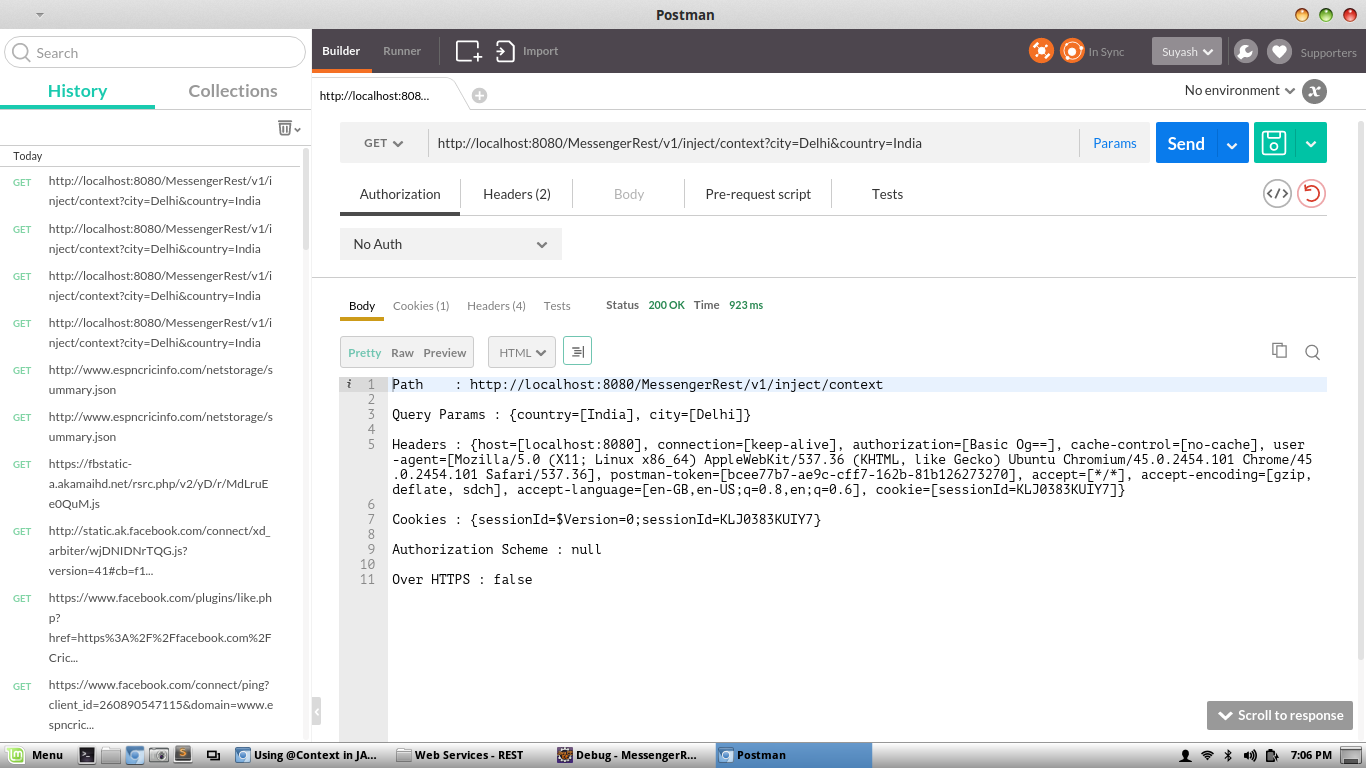 Postman
Search
Builder
Runner
Import
In Sync
Suyash
Supporters
History
Collections
http://localhost:808...
No environment
x
Today
GET http://localhost:8080/MessengerRest/v1/i
nject/context?city=Delhi&country=India
GET http://localhost:8080/MessengerRest/v1/i
nject/context?city=Delhi&country=India
GET http://localhost:8080/MessengerRest/v1/i
nject/context?city=Delhi&country=India
GET http://localhost:8080/MessengerRest/v1/i
nject/context?city=Delhi&country=India
GET http://www.espncricinfo.com/netstorage/s
ummary.json
GET http://www.espncricinfo.com/netstorage/s
ummary.json
GET https://fbstatic-
a.akamaihd.net/rsrc.php/v2/yD/r/MdLruE
e0QuM.js
GET http://static.ak.facebook.com/connect/xd_
arbiter/wjDNIDNrTQG.js?
version=41#cb=f1...
GET https://www.facebook.com/plugins/like.ph
p?
href=https%3A%2F%2Ffacebook.com%2F
Cric...
GET https://www.facebook.com/connect/ping?
client_id=260890547115&domain=www.e
spncric...
GET
http://localhost:8080/MessengerRest/v1/inject/context?city=Delhi&country=India
Params
Send
Authorization
Headers (2)
Body
Pre-request script
Tests
</>
No Auth
Body
Cookies (1)
Headers (4)
Tests
Status 200 OK Time 923 ms
Pretty Raw Preview
HTML
i 1 Path    : http://localhost:8080/MessengerRest/v1/inject/context
2
3 Query Params : {country=[India], city=[Delhi]}
4
5 Headers : {host=[localhost:8080], connection=[keep-alive], authorization=[Basic Og==], cache-control=[no-cache], user
-agent=[Mozilla/5.0 (X11; Linux x86_64) AppleWebKit/537.36 (KHTML, like Gecko) Ubuntu Chromium/45.0.2454.101 Chrome/45
.0.2454.101 Safari/537.36], postman-token=[bcee77b7-ae9c-cff7-162b-81b126273270], accept=[*/*], accept-encoding=[gzip,
deflate, sdch], accept-language=[en-GB,en-US;q=0.8,en;q=0.6], cookie=[sessionId=KLJ0383KUIY7]}
6
7 Cookies : {sessionId=$Version=0;sessionId=KLJ0383KUIY7}
8
9 Authorization Scheme : null
10
11 Over HTTPS : false
Scroll to response
Menu
Using @Context in JA...
Web Services - REST
Debug - MessengerR...
Postman
7:06 PM